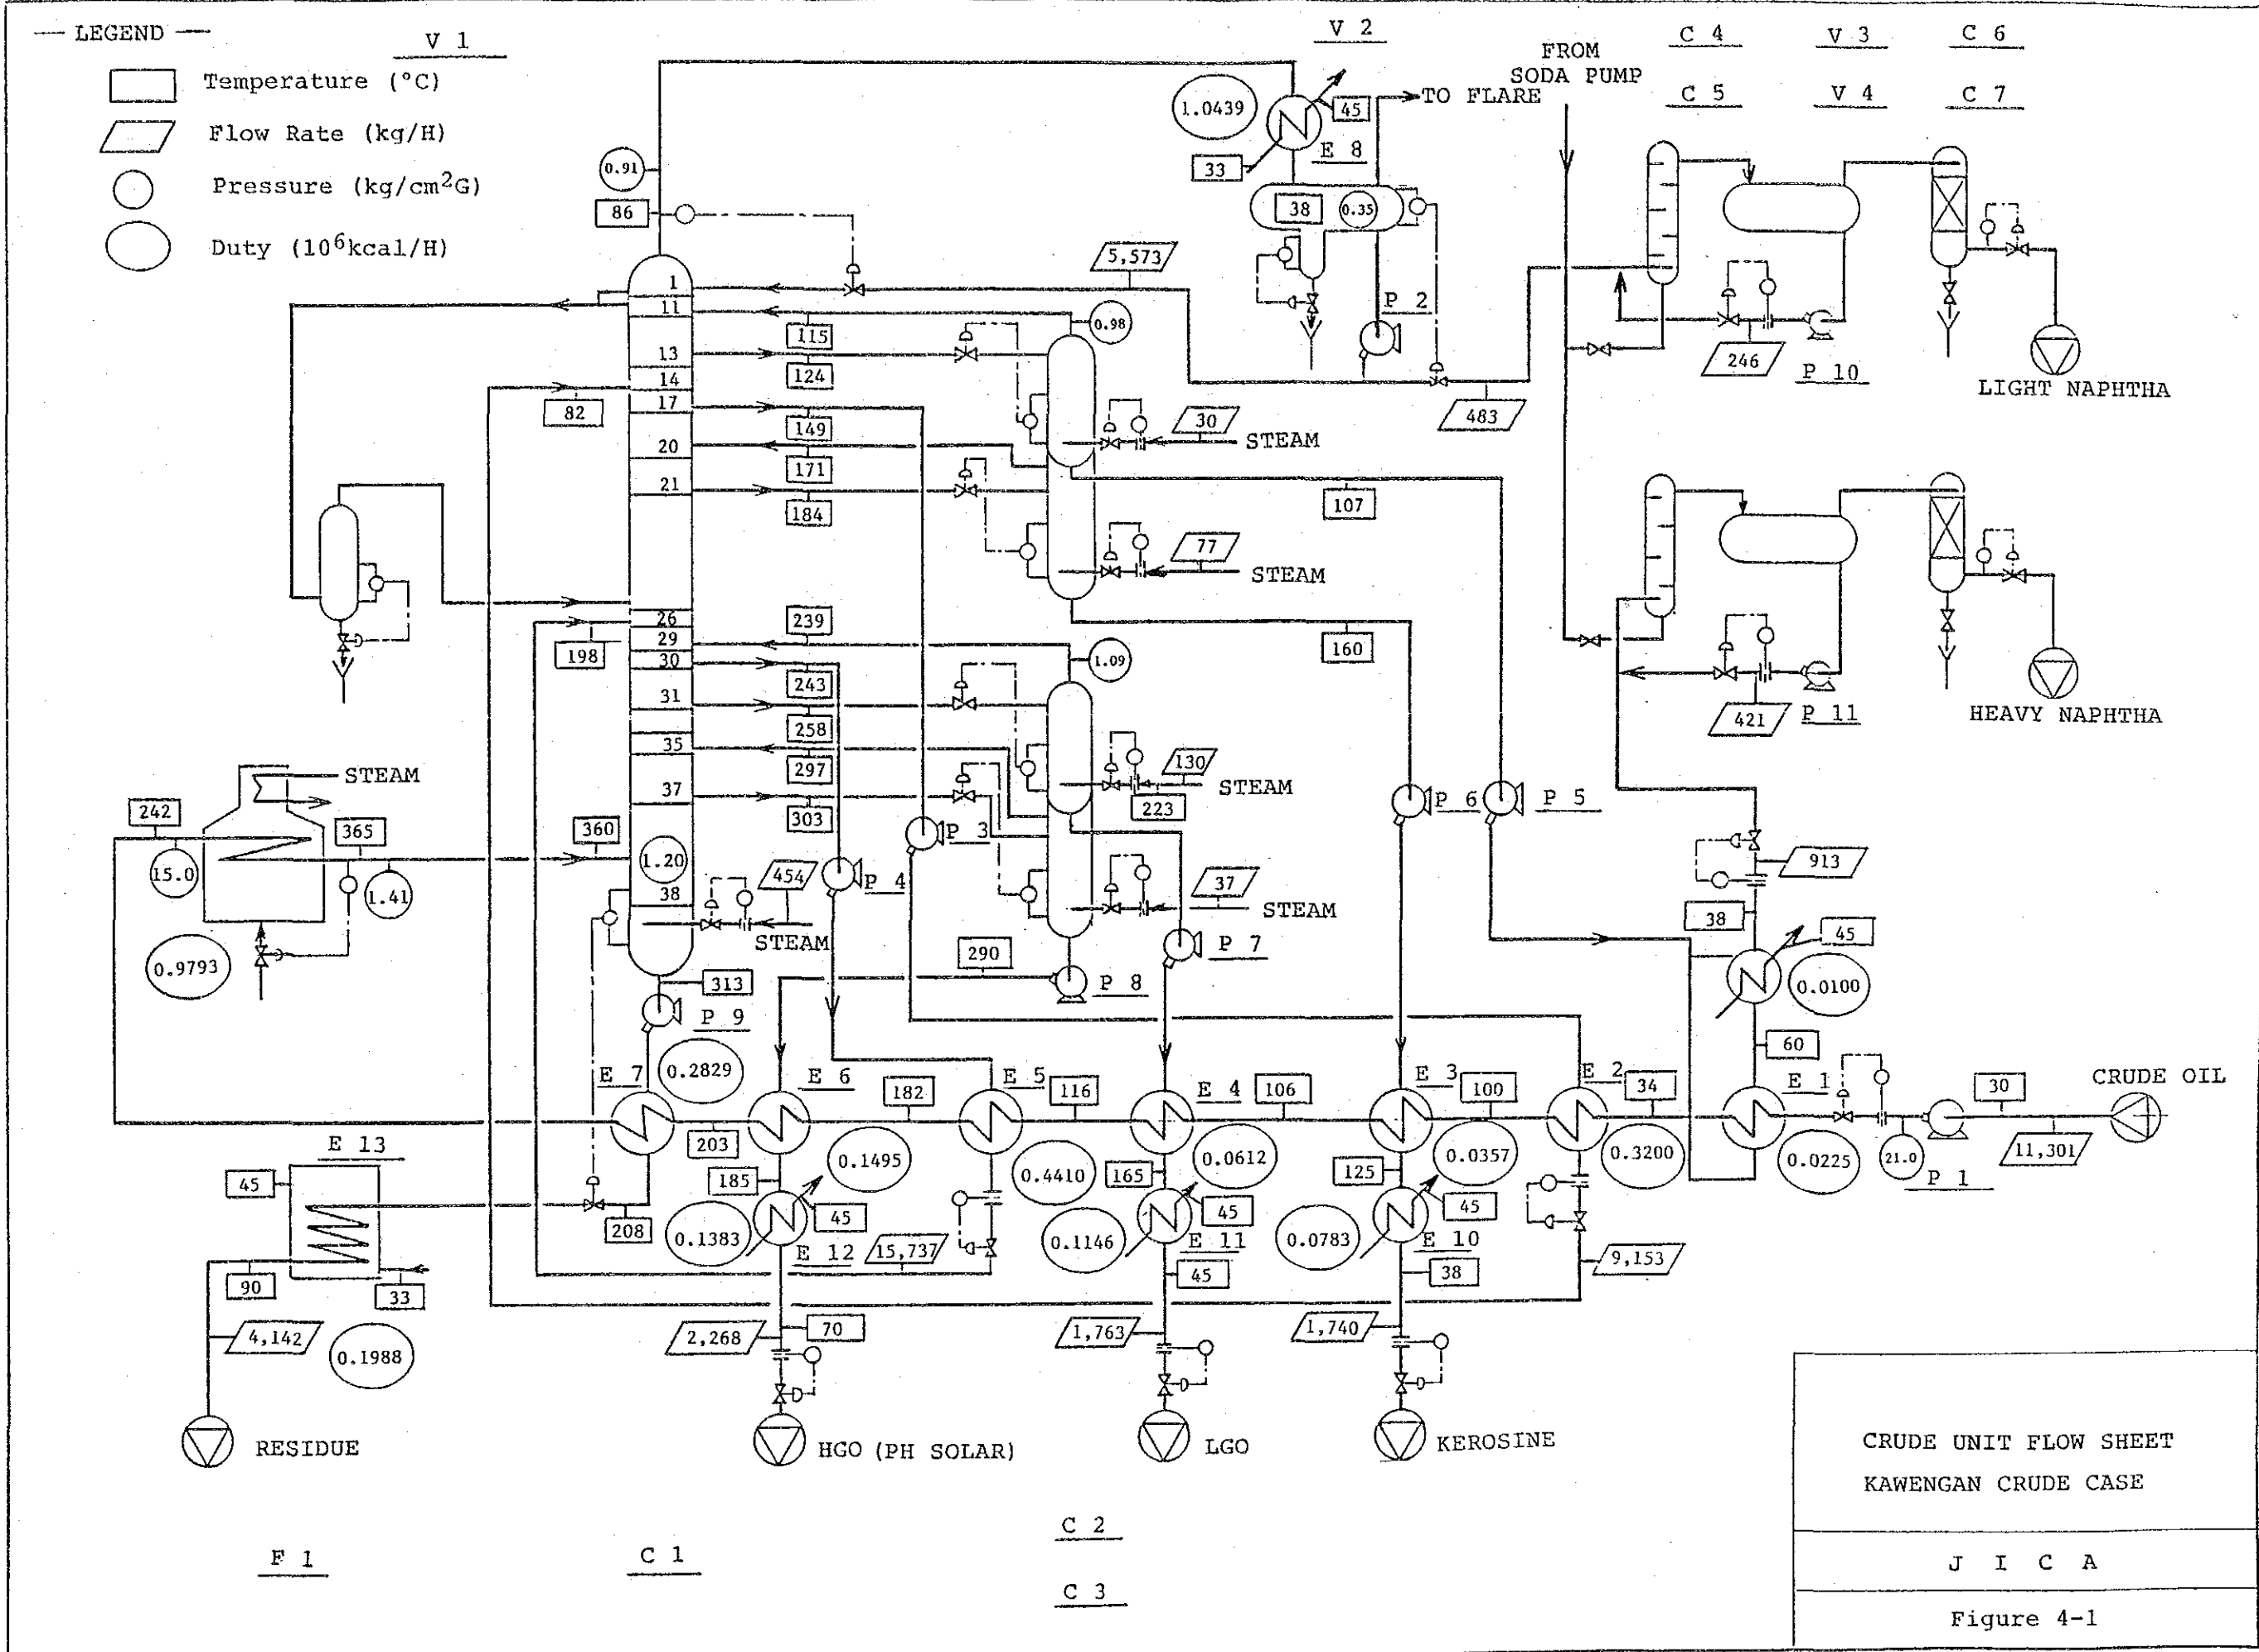 — LEGEND —
Temperature (°C)
Flow Rate (kg/H)
Pressure (kg/cm²G)
Duty (10⁶kcal/H)
V 1
V 2
C 4
V 3
C 6
C 5
V 4
C 7
FROM
SODA PUMP
TO FLARE
1.0439
45
33
E 8
0.91
86
38
0.35
5,573
P 2
483
246
P 10
LIGHT NAPHTHA
1
11
13
14
17
20
21
26
29
30
31
35
37
38
115
124
82
149
171
184
0.98
30
STEAM
77
STEAM
107
160
239
198
243
258
297
303
1.09
130
223
STEAM
37
STEAM
421
P 11
HEAVY NAPHTHA
STEAM
242
15.0
365
1.41
360
1.20
454
STEAM
0.9793
P 4
P 3
P 6
P 5
P 7
290
P 8
313
P 9
913
38
45
0.0100
60
E 7
0.2829
E 6
182
E 5
116
E 4
106
E 3
100
E 2
34
E 1
30
CRUDE OIL
203
0.1495
0.4410
0.0612
0.0357
0.3200
0.0225
21.0
P 1
11,301
E 13
45
208
90
33
4,142
0.1988
185
45
0.1383
E 12
15,737
165
45
0.1146
E 11
45
125
45
0.0783
E 10
38
9,153
2,268
70
1,763
1,740
RESIDUE
HGO (PH SOLAR)
LGO
KEROSINE
F 1
C 1
C 2
C 3
CRUDE UNIT FLOW SHEET
KAWENGAN CRUDE CASE
J I C A
Figure 4-1